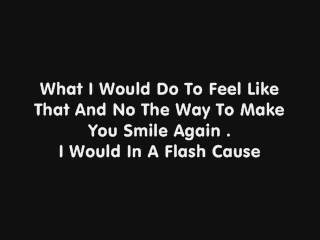 What I Would Do To Feel Like
That And No The Way To Make
You Smile Again .
I Would In A Flash Cause